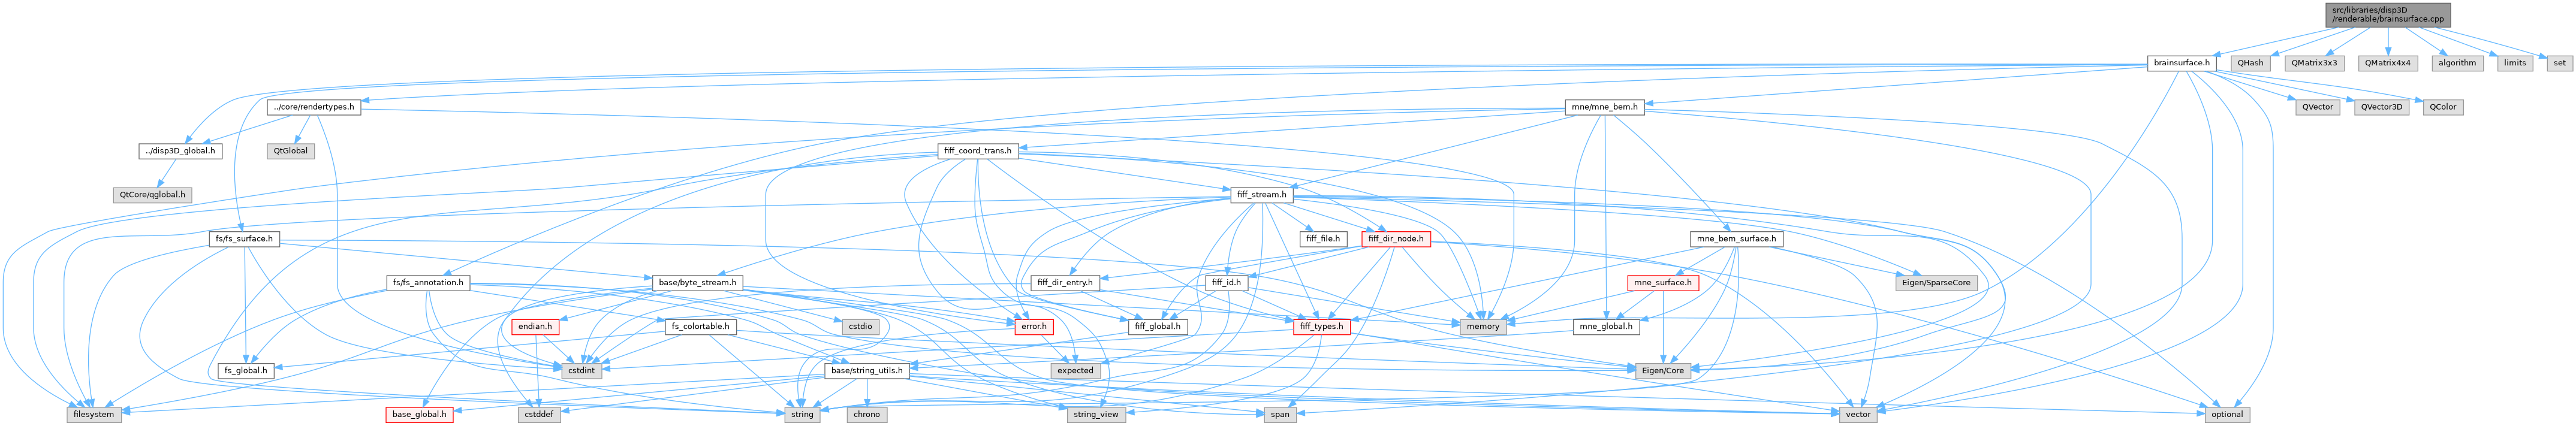 src/libraries/disp3D
/renderable/brainsurface.cpp
brainsurface.h
QHash
QMatrix3x3
QMatrix4x4
algorithm
limits
set
../core/rendertypes.h
mne/mne_bem.h
QVector
QVector3D
QColor
../disp3D_global.h
QtGlobal
fiff_coord_trans.h
QtCore/qglobal.h
fiff_stream.h
fs/fs_surface.h
fiff_file.h
fiff_dir_node.h
mne_bem_surface.h
fs/fs_annotation.h
base/byte_stream.h
fiff_dir_entry.h
fiff_id.h
mne_surface.h
Eigen/SparseCore
endian.h
fs_colortable.h
cstdio
error.h
fiff_global.h
fiff_types.h
memory
mne_global.h
fs_global.h
cstdint
base/string_utils.h
expected
Eigen/Core
filesystem
base_global.h
cstddef
string
chrono
string_view
span
vector
optional